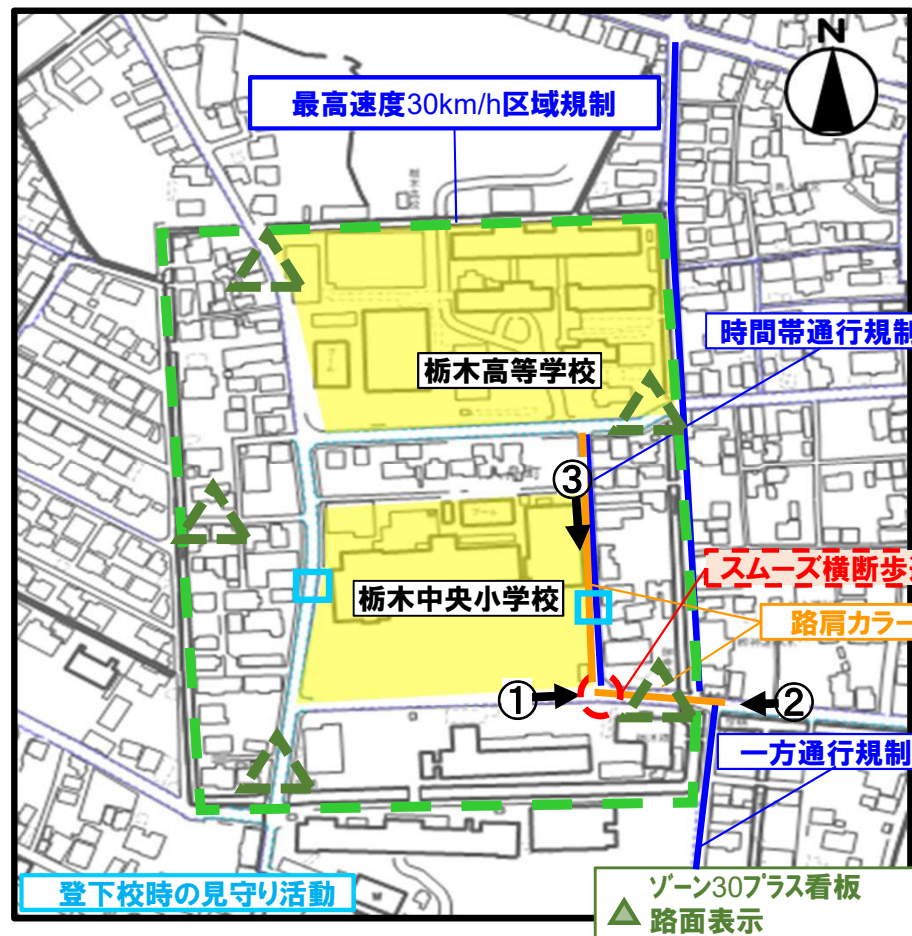 N
最高速度30km/h区域規制
時間帯通行規制
栃木高等学校
③
スムーズ横断歩
栃木中央小学校
路肩カラー
①
②
一方通行規制
登下校時の見守り活動
ゾーン30プラス看板
路面表示